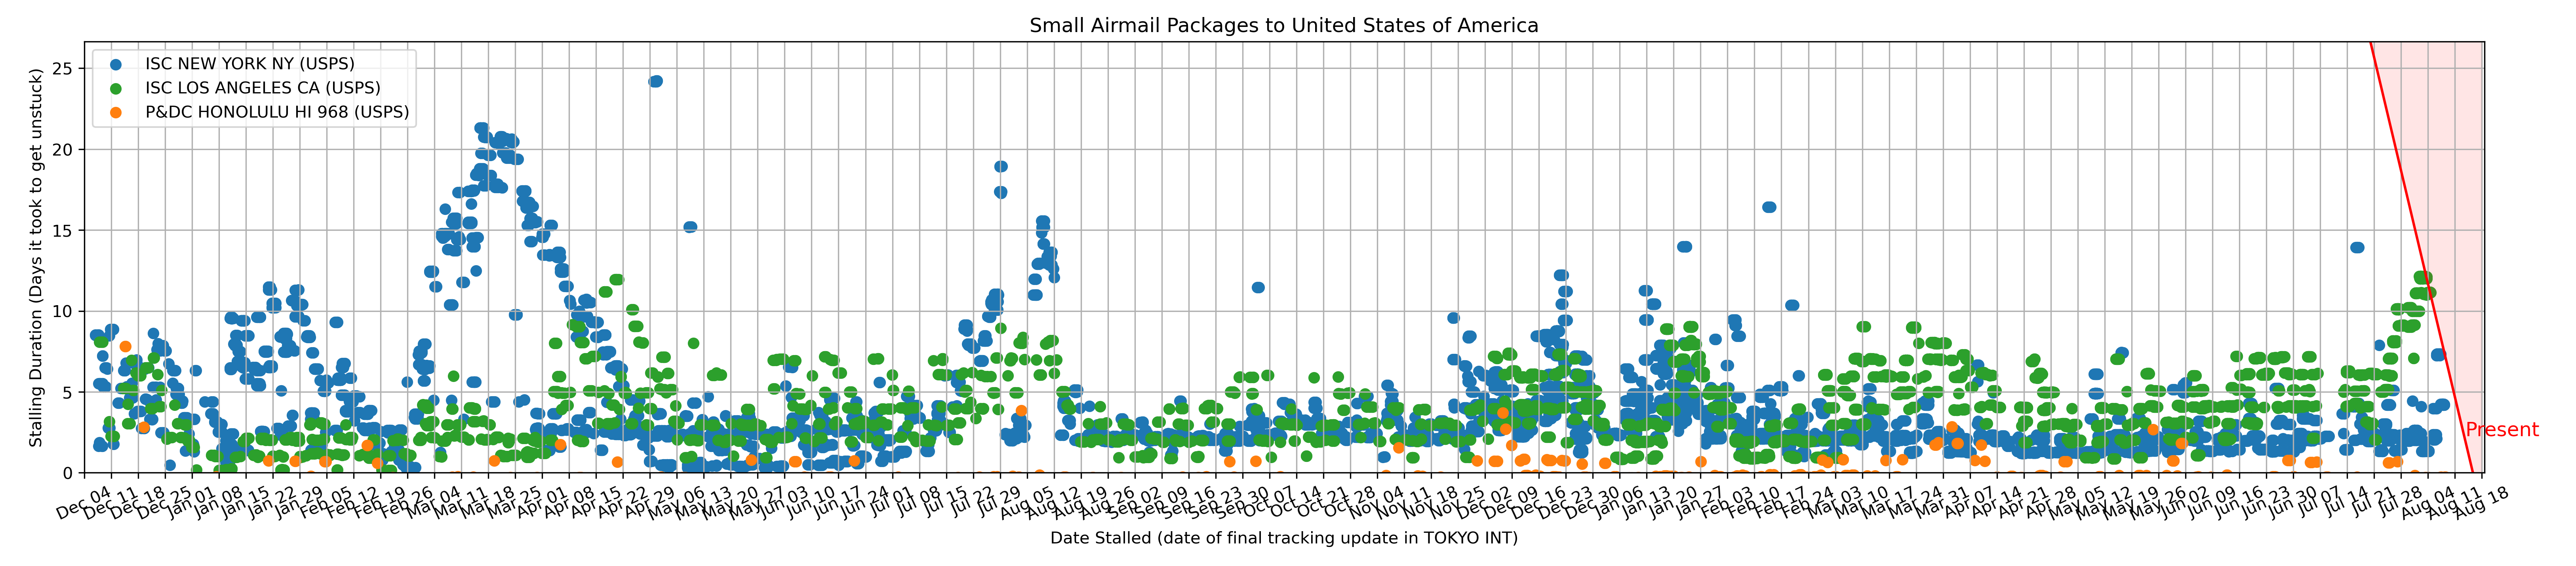 Small Airmail Packages to United States of America
ISC NEW YORK NY (USPS)
ISC LOS ANGELES CA (USPS)
P&DC HONOLULU HI 968 (USPS)
Stalling Duration (Days it took to get unstuck)
25
20
15
10
5
0
Present
Dec 04 Dec 11 Dec 18 Dec 25 Jan 01 Jan 08 Jan 15 Jan 22 Jan 29 Feb 05 Feb 12 Feb 19 Feb 26 Mar 04 Mar 11 Mar 18 Mar 25 Apr 01 Apr 08 Apr 15 Apr 22 Apr 29 May 06 May 13 May 20 May 27 Jun 03 Jun 10 Jun 17 Jun 24 Jul 01 Jul 08 Jul 15 Jul 22 Jul 29 Aug 05 Aug 12 Aug 19 Aug 26 Sep 02 Sep 09 Sep 16 Sep 23 Sep 30 Oct 07 Oct 14 Oct 21 Oct 28 Nov 04 Nov 11 Nov 18 Nov 25 Dec 02 Dec 09 Dec 16 Dec 23 Dec 30 Jan 06 Jan 13 Jan 20 Jan 27 Feb 03 Feb 10 Feb 17 Feb 24 Mar 03 Mar 10 Mar 17 Mar 24 Mar 31 Apr 07 Apr 14 Apr 21 Apr 28 May 05 May 12 May 19 May 26 Jun 02 Jun 09 Jun 16 Jun 23 Jun 30 Jul 07 Jul 14 Jul 21 Jul 28 Aug 04 Aug 11 Aug 18
Date Stalled (date of final tracking update in TOKYO INT)